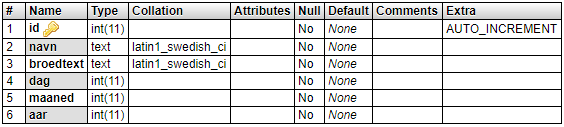 # Name Type Collation Attributes Null Default Comments Extra
1 id int(11) No None AUTO_INCREMENT
2 navn text latin1_swedish_ci No None
3 broedtext text latin1_swedish_ci No None
4 dag int(11) No None
5 maaned int(11) No None
6 aar int(11) No None